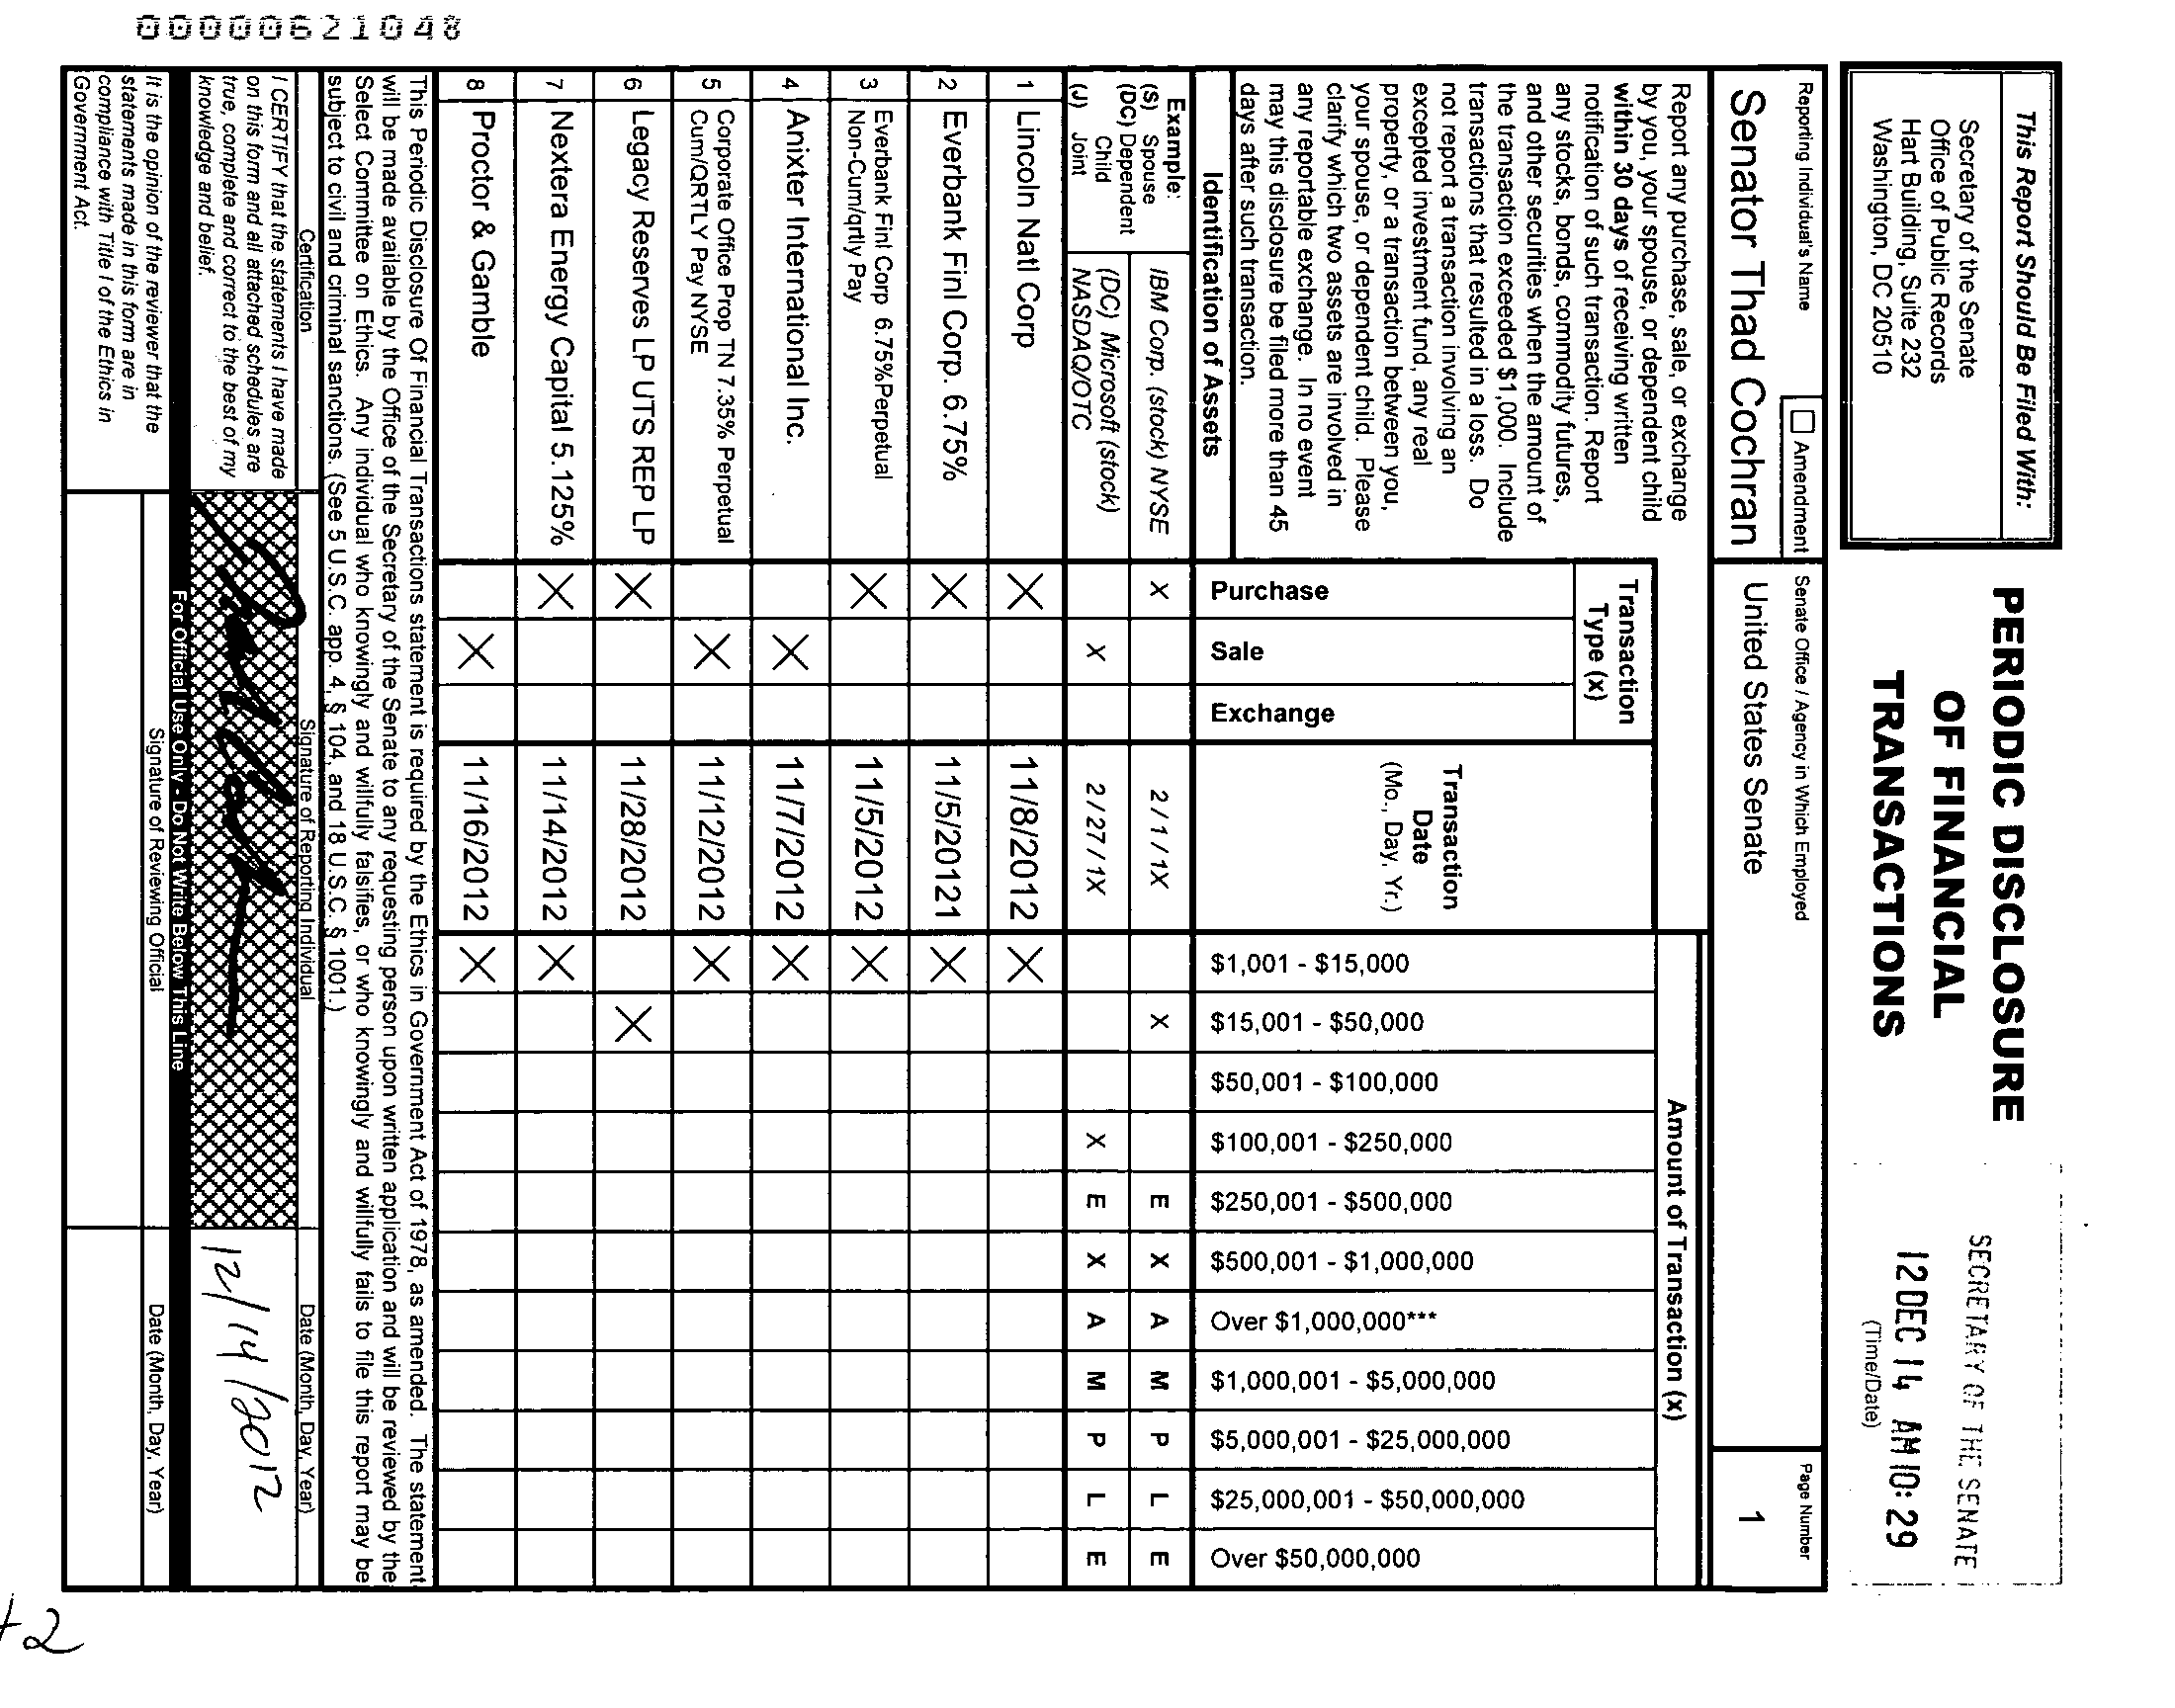 This Report Should Be Filed With:
Secretary of the Senate
Office of Public Records
Hart Building, Suite 232
Washington, DC 20510
PERIODIC DISCLOSURE
OF FINANCIAL
TRANSACTIONS
SECRETARY OF THE SENATE
12 DEC 14 AM 10:29
(Time/Date)
Reporting Individual's Name
Amendment
Senator Thad Cochran
Senate Office / Agency in Which Employed
United States Senate
Page Number
1
Report any purchase, sale, or exchange
by you, your spouse, or dependent child
within 30 days of receiving written
notification of such transaction. Report
any stocks, bonds, commodity futures,
and other securities when the amount of
the transaction exceeded $1,000. Include
transactions that resulted in a loss. Do
not report a transaction involving an
excepted investment fund, any real
property, or a transaction between you,
your spouse, or dependent child. Please
clarify which two assets are involved in
any reportable exchange. In no event
may this disclosure be filed more than 45
days after such transaction.
Identification of Assets
Transaction
Type (x)
Purchase
Sale
Exchange
Transaction
Date
(Mo., Day, Yr.)
Amount of Transaction (x)
$1,001 - $15,000
$15,001 - $50,000
$50,001 - $100,000
$100,001 - $250,000
$250,001 - $500,000
$500,001 - $1,000,000
Over $1,000,000***
$1,000,001 - $5,000,000
$5,000,001 - $25,000,000
$25,000,001 - $50,000,000
Over $50,000,000
Example:
(S) Spouse
(DC) Dependent
Child
(J) Joint
IBM Corp. (stock) NYSE X 2 / 1 / 1X X E X A M P L E
(DC) Microsoft (stock)
NASDAQ/OTC X 2 / 27 / 1X X E X A M P L E
1 Lincoln Natl Corp X 11/8/2012 X
2 Everbank Finl Corp. 6.75% X 11/5/20121 X
3 Everbank Finl Corp 6.75%Perpetual
Non-Cum/qrtly Pay X 11/5/2012 X
4 Anixter International Inc. X 11/7/2012 X
5 Corporate Office Prop TN 7.35% Perpetual
Cum/QRTLY Pay NYSE X 11/12/2012 X
6 Legacy Reserves LP UTS REP LP X 11/28/2012 X
7 Nextera Energy Capital 5.125% X 11/14/2012 X
8 Proctor & Gamble X 11/16/2012 X
This Periodic Disclosure Of Financial Transactions statement is required by the Ethics in Government Act of 1978, as amended. The statement
will be made available by the Office of the Secretary of the Senate to any requesting person upon written application and will be reviewed by the
Select Committee on Ethics. Any individual who knowingly and willfully falsifies, or who knowingly and willfully fails to file this report may be
subject to civil and criminal sanctions. (See 5 U.S.C. app. 4, § 104, and 18 U.S.C. § 1001.)
Certification
Signature of Reporting Individual
Date (Month, Day, Year)
I CERTIFY that the statements I have made
on this form and all attached schedules are
true, complete and correct to the best of my
knowledge and belief.
12/14/2012
For Official Use Only - Do Not Write Below This Line
It is the opinion of the reviewer that the
statements made in this form are in
compliance with Title I of the Ethics in
Government Act.
Signature of Reviewing Official
Date (Month, Day, Year)
00000621048